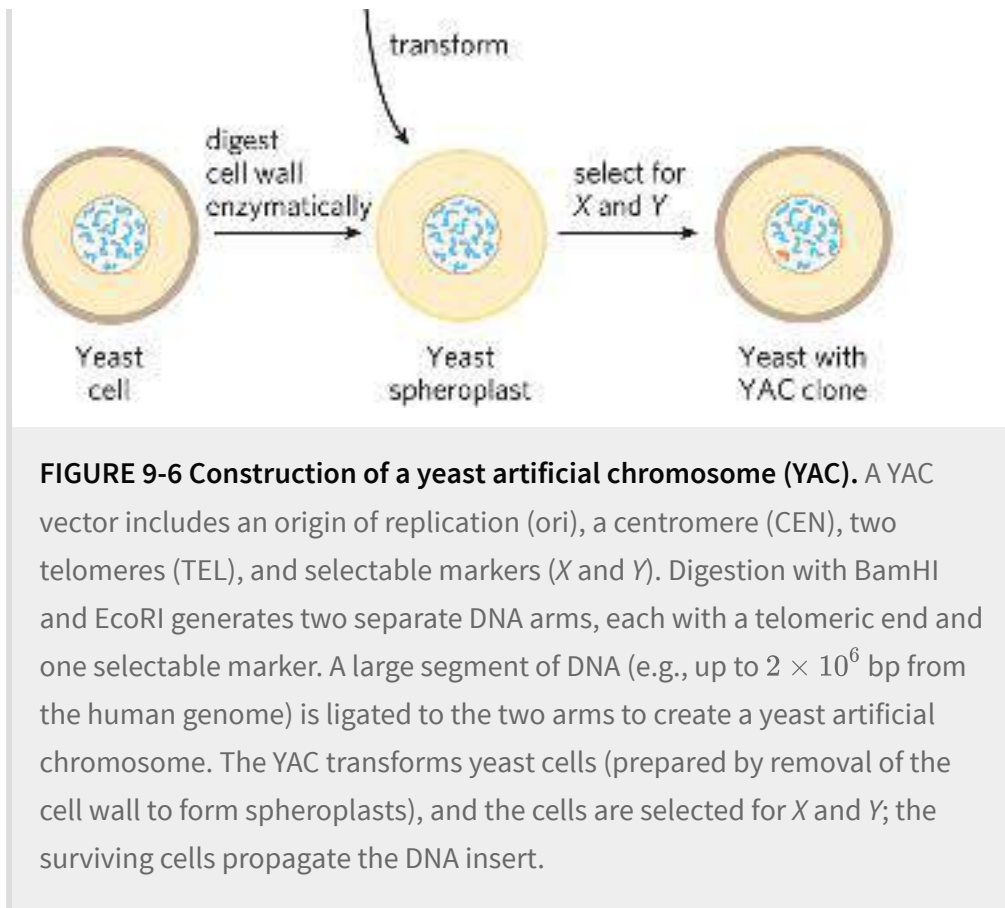 transform
digest
cell wall
enzymatically
select for
X and Y
Yeast
cell
Yeast
spheroplast
Yeast with
YAC clone
FIGURE 9-6 Construction of a yeast artificial chromosome (YAC). A YAC
vector includes an origin of replication (ori), a centromere (CEN), two
telomeres (TEL), and selectable markers (X and Y). Digestion with BamHI
and EcoRI generates two separate DNA arms, each with a telomeric end and
one selectable marker. A large segment of DNA (e.g., up to 2 × 10⁶ bp from
the human genome) is ligated to the two arms to create a yeast artificial
chromosome. The YAC transforms yeast cells (prepared by removal of the
cell wall to form spheroplasts), and the cells are selected for X and Y; the
surviving cells propagate the DNA insert.